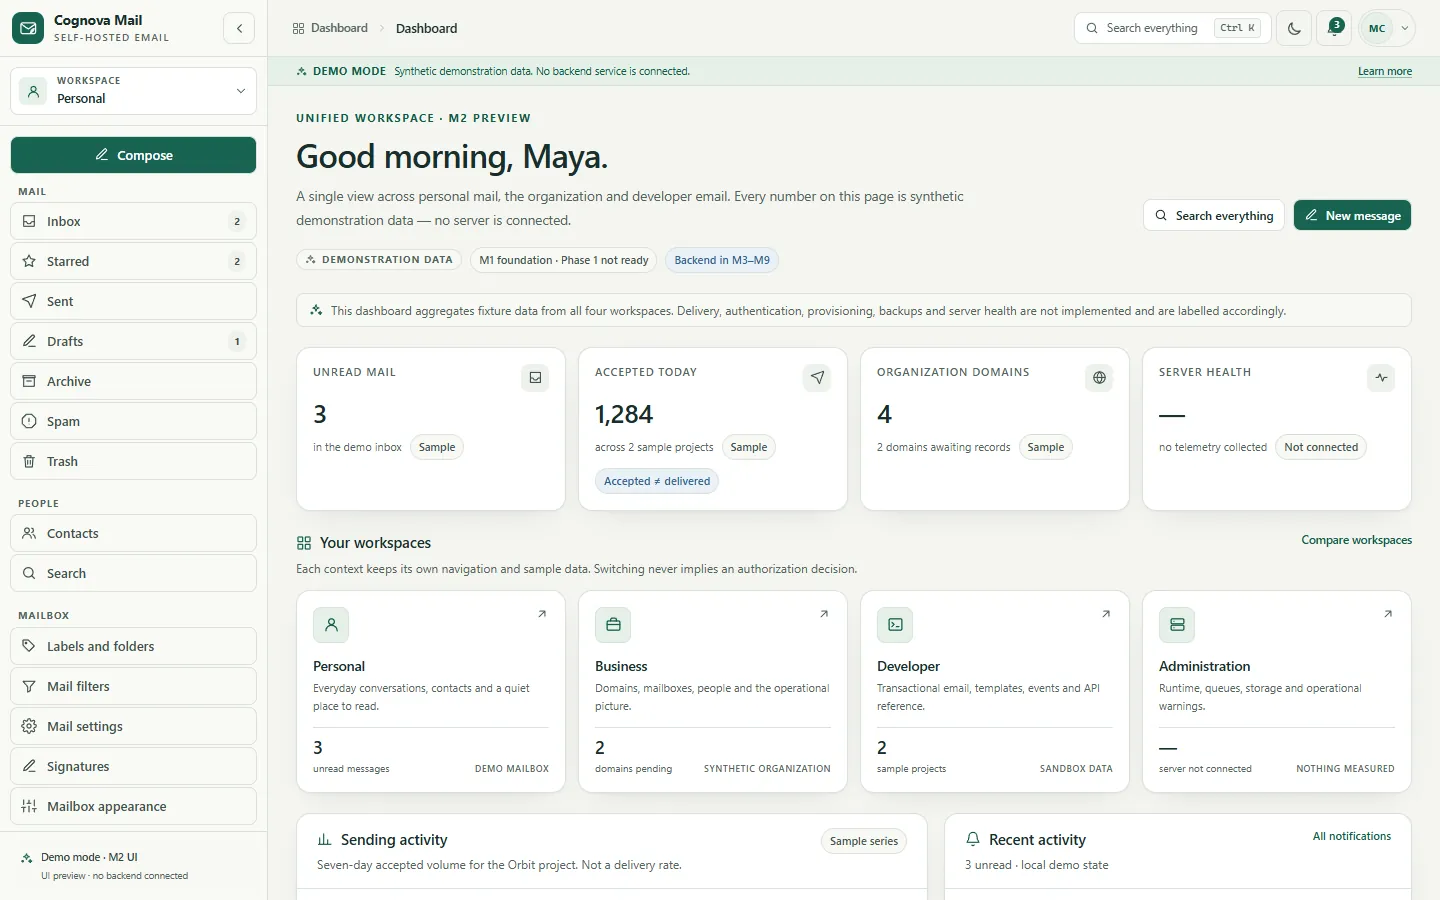 Cognova Mail
SELF-HOSTED EMAIL
WORKSPACE
Personal
Compose
MAIL
Inbox 2
Starred 2
Sent
Drafts 1
Archive
Spam
Trash
PEOPLE
Contacts
Search
MAILBOX
Labels and folders
Mail filters
Mail settings
Signatures
Mailbox appearance
Demo mode · M2 UI
UI preview · no backend connected
Dashboard Dashboard
Search everything Ctrl K
3
MC
DEMO MODE Synthetic demonstration data. No backend service is connected. Learn more
UNIFIED WORKSPACE · M2 PREVIEW
Good morning, Maya.
A single view across personal mail, the organization and developer email. Every number on this page is synthetic
demonstration data — no server is connected.
Search everything New message
DEMONSTRATION DATA M1 foundation · Phase 1 not ready Backend in M3–M9
This dashboard aggregates fixture data from all four workspaces. Delivery, authentication, provisioning, backups and server health are not implemented and are labelled accordingly.
UNREAD MAIL
3
in the demo inbox Sample
ACCEPTED TODAY
1,284
across 2 sample projects Sample
Accepted ≠ delivered
ORGANIZATION DOMAINS
4
2 domains awaiting records Sample
SERVER HEALTH
—
no telemetry collected Not connected
Your workspaces Compare workspaces
Each context keeps its own navigation and sample data. Switching never implies an authorization decision.
Personal
Everyday conversations, contacts and a quiet
place to read.
3
unread messages DEMO MAILBOX
Business
Domains, mailboxes, people and the operational
picture.
2
domains pending SYNTHETIC ORGANIZATION
Developer
Transactional email, templates, events and API
reference.
2
sample projects SANDBOX DATA
Administration
Runtime, queues, storage and operational
warnings.
—
server not connected NOTHING MEASURED
Sending activity Sample series
Seven-day accepted volume for the Orbit project. Not a delivery rate.
Recent activity All notifications
3 unread · local demo state